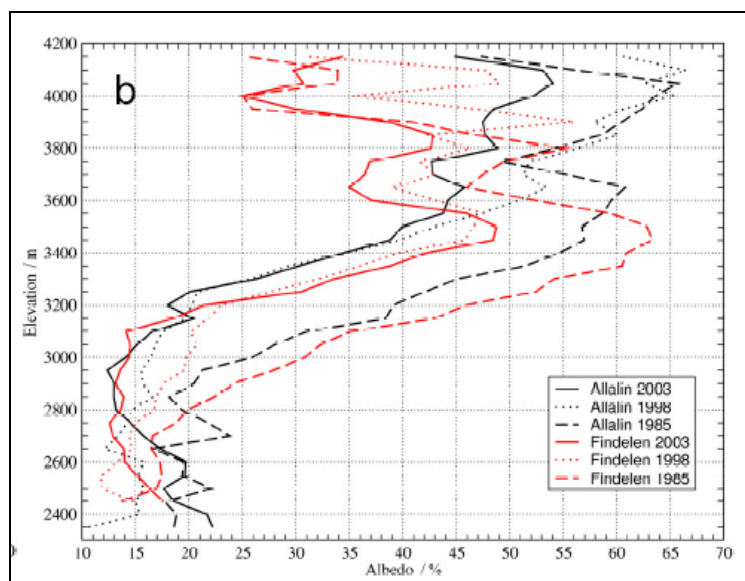 b
4200
4000
3800
3600
3400
3200
3000
2800
2600
2400
Elevation / m
10 15 20 25 30 35 40 45 50 55 60 65 70
Albedo / %
Allalin 2003
Allalin 1998
Allalin 1985
Findelen 2003
Findelen 1998
Findelen 1985